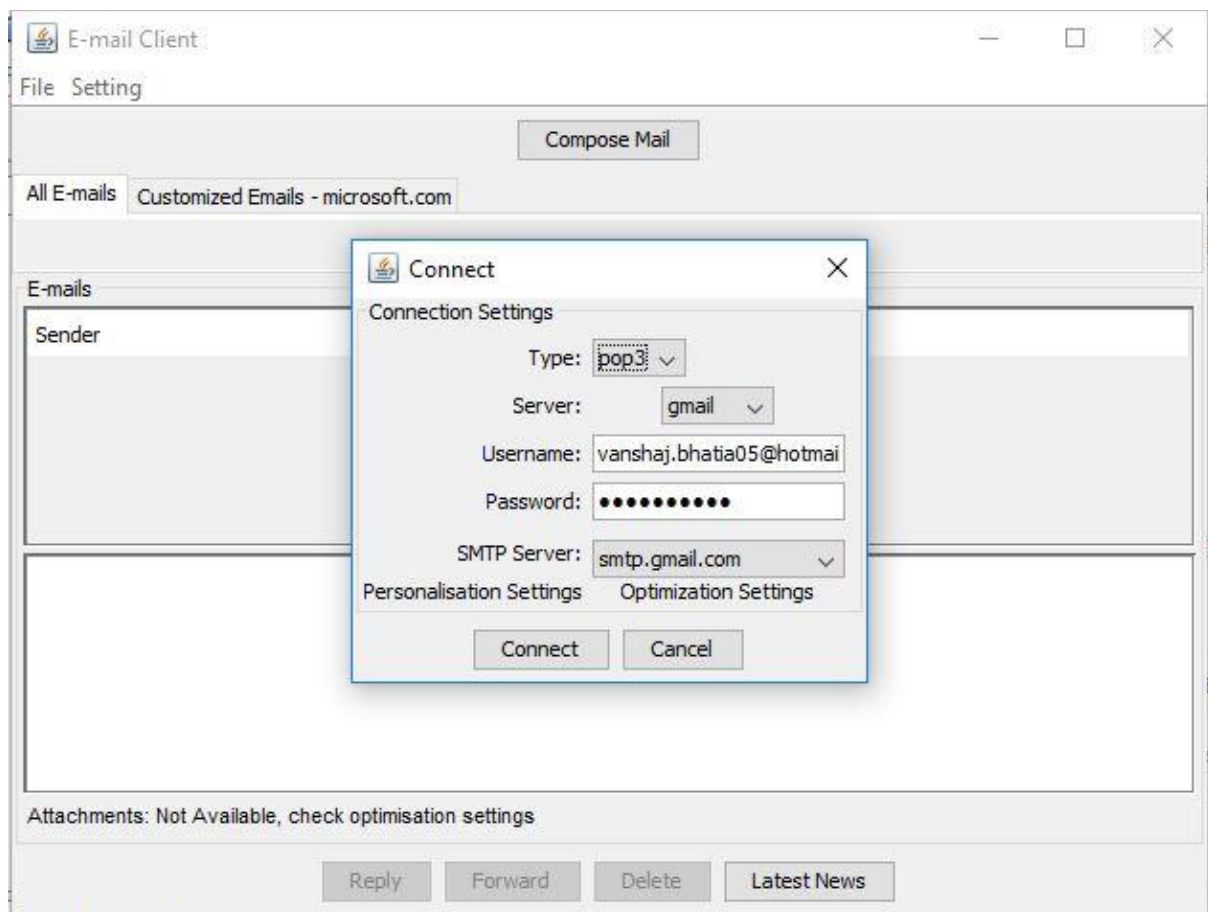 E-mail Client
File Setting
Compose Mail
All E-mails Customized Emails - microsoft.com
Connect
E-mails
Connection Settings
Sender
Type: pop3
Server: gmail
Username: vanshaj.bhatia05@hotmai
Password: ●●●●●●●●●●
SMTP Server: smtp.gmail.com
Personalisation Settings Optimization Settings
Connect Cancel
Attachments: Not Available, check optimisation settings
Reply Forward Delete Latest News